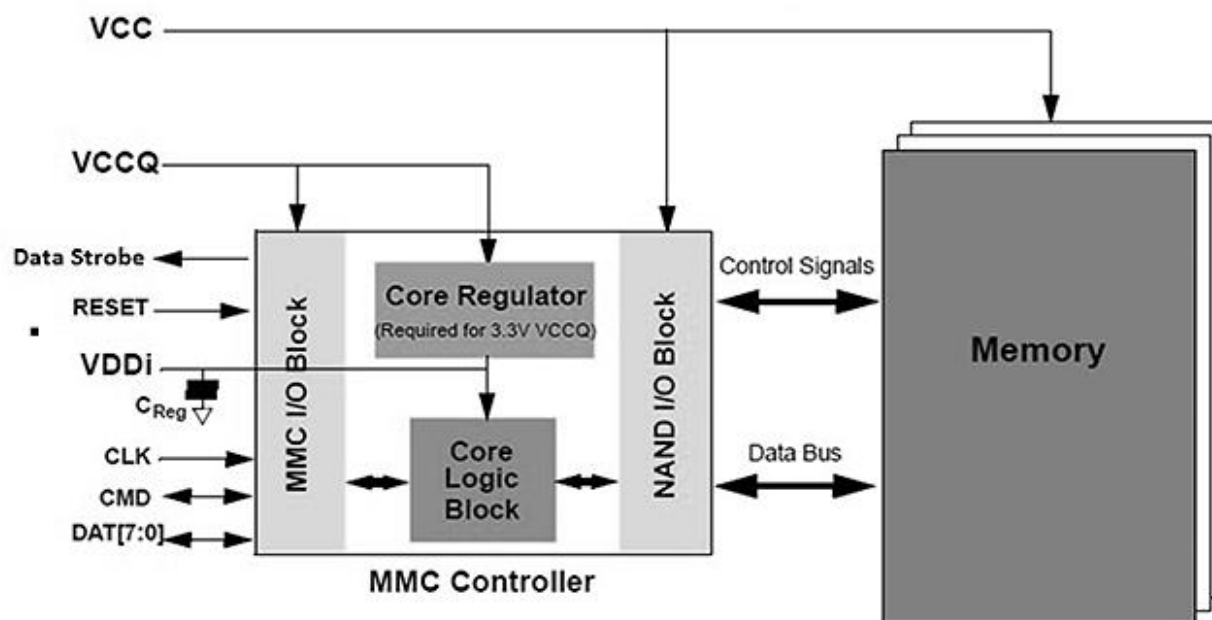 VCC
VCCQ
Data Strobe
RESET
VDDi
C Reg
CLK
CMD
DAT[7:0]
MMC I/O Block
Core Regulator
(Required for 3.3V VCCQ)
Core
Logic
Block
NAND I/O Block
MMC Controller
Control Signals
Data Bus
Memory